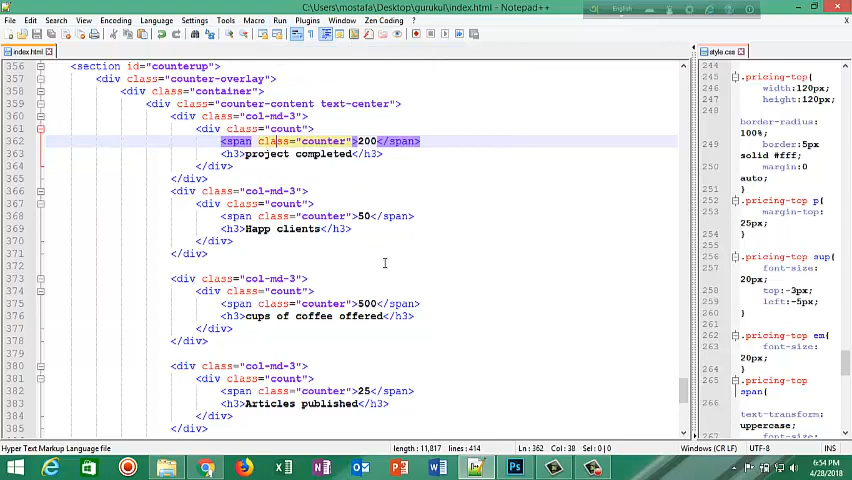 C:\Users\mostafa\Desktop\gurukul\index.html - Notepad++
English
File Edit Search View Encoding Language Settings Tools Macro Run Plugins Window Zen Coding ?
index.html
style.css
356 <section id="counterup">
357 <div class="counter-overlay">
358 <div class="container">
359 <div class="counter-content text-center">
360 <div class="col-md-3">
361 <div class="count">
362 <span class="counter">200</span>
363 <h3>project completed</h3>
364 </div>
365 </div>
366 <div class="col-md-3">
367 <div class="count">
368 <span class="counter">50</span>
369 <h3>Happ clients</h3>
370 </div>
371 </div>
372
373 <div class="col-md-3">
374 <div class="count">
375 <span class="counter">500</span>
376 <h3>cups of coffee offered</h3>
377 </div>
378 </div>
379
380 <div class="col-md-3">
381 <div class="count">
382 <span class="counter">25</span>
383 <h3>Articles published</h3>
384 </div>
385 </div>
244
245 .pricing-top{
246 width:120px;
247 height:120px;
248
border-radius:
100%;
249 border:5px
solid #fff;
250 margin:0
auto;
251 }
252 .pricing-top p{
253 margin-top:
25px;
254 }
256 .pricing-top sup{
257 font-size:
20px;
258 top:-3px;
259 left:-5px;
260 }
262 .pricing-top em{
263 font-size:
20px;
264 }
265 .pricing-top
span{
266
text-transform:
uppercase;
267 font-size:
Hyper Text Markup Language file
length : 11,817 lines : 414
Ln : 362 Col : 38 Sel : 0 | 0
Windows (CR LF)
UTF-8
INS
6:54 PM
4/28/2018